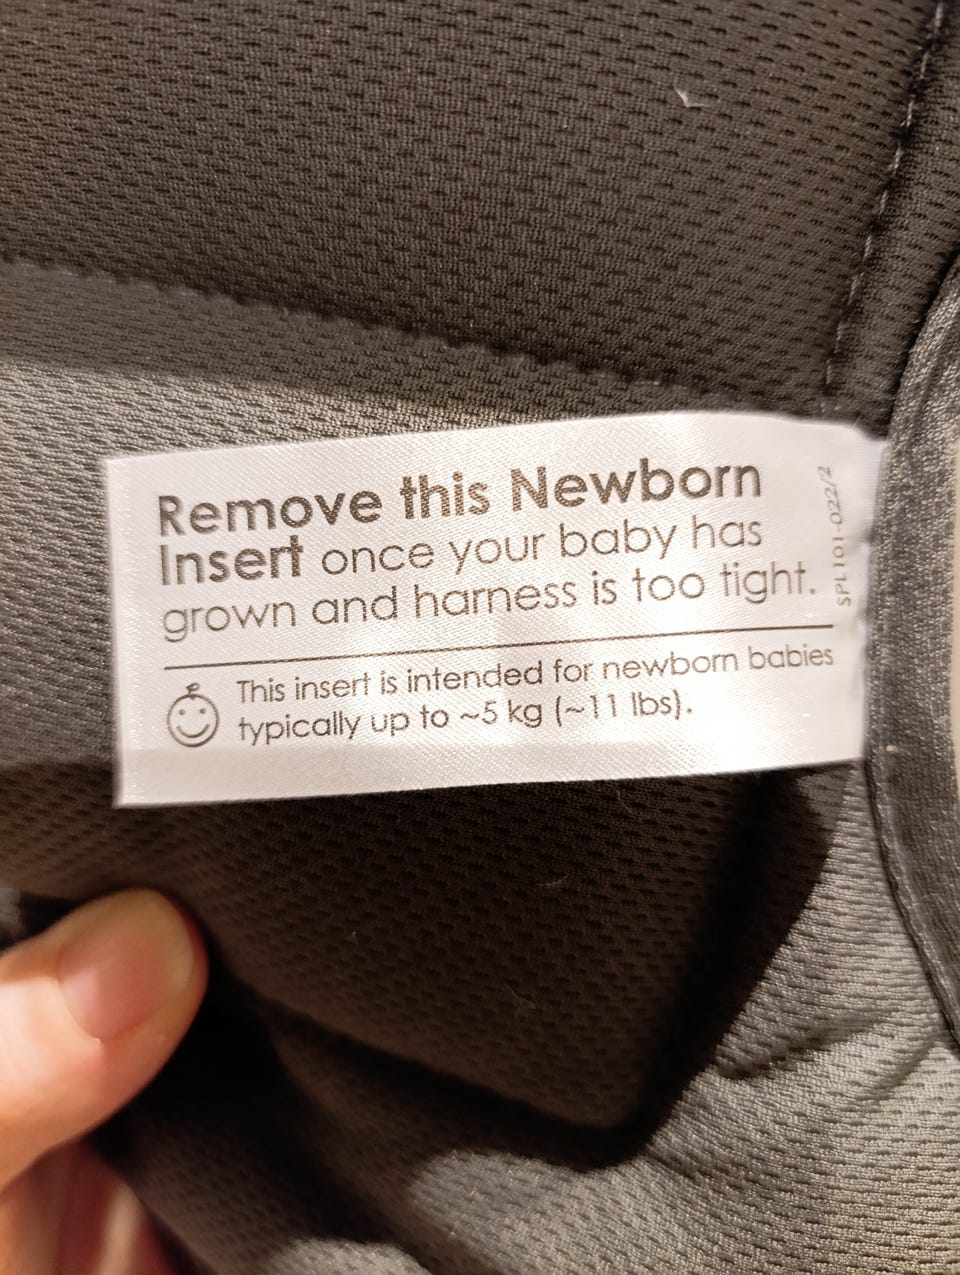 Remove this Newborn
Insert once your baby has
grown and harness is too tight.
This insert is intended for newborn babies
typically up to ~5 kg (~11 lbs).
SPL101-022/2